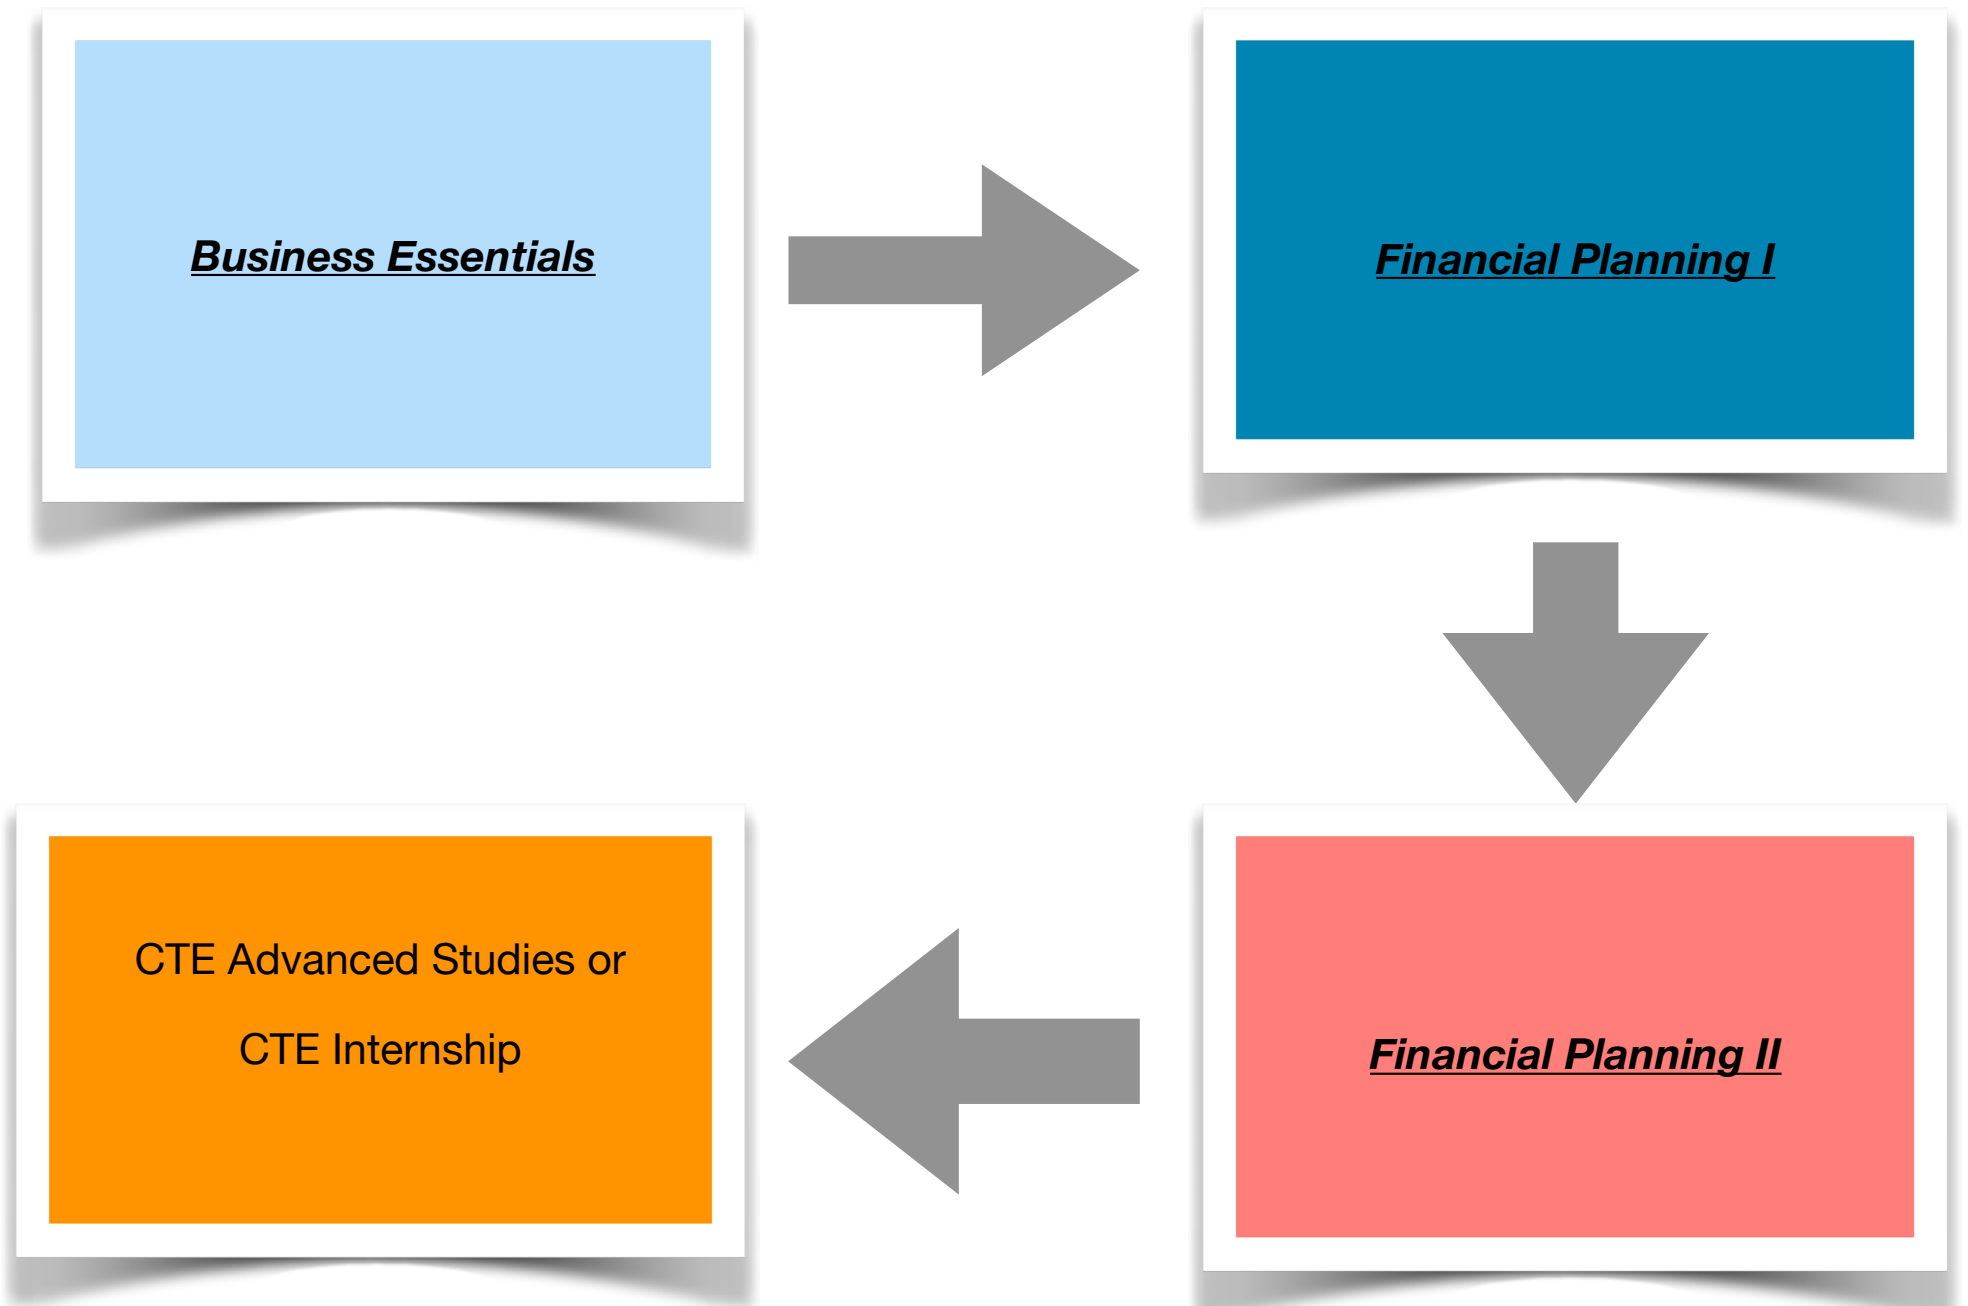 Business Essentials
Financial Planning I
Financial Planning II
CTE Advanced Studies or
CTE Internship